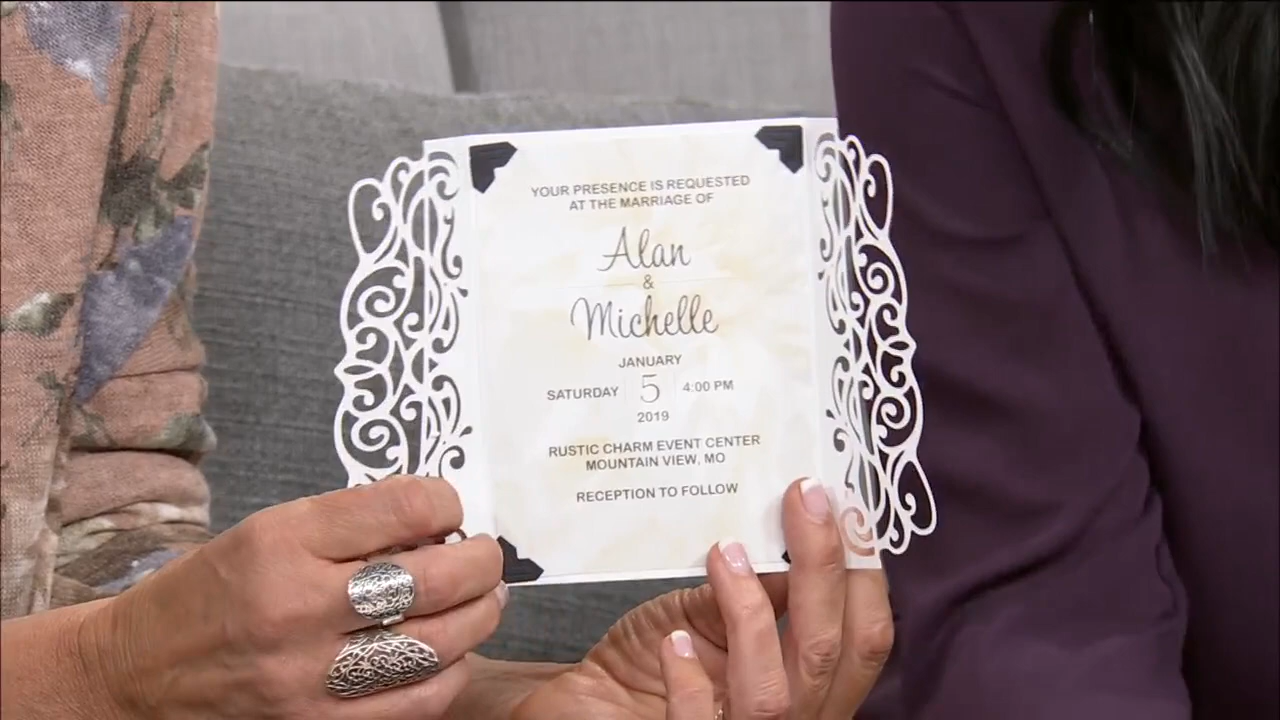 YOUR PRESENCE IS REQUESTED
AT THE MARRIAGE OF
Alan
&
Michelle
JANUARY
SATURDAY 5 4:00 PM
2019
RUSTIC CHARM EVENT CENTER
MOUNTAIN VIEW, MO
RECEPTION TO FOLLOW